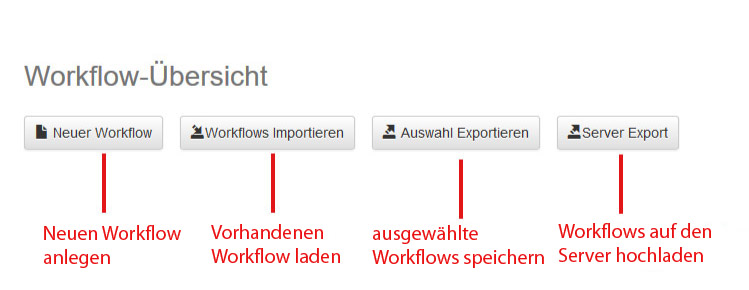 Workflow-Übersicht
Neuer Workflow
Workflows Importieren
Auswahl Exportieren
Server Export
Neuen Workflow
anlegen
Vorhandenen
Workflow laden
ausgewählte
Workflows speichern
Workflows auf den
Server hochladen